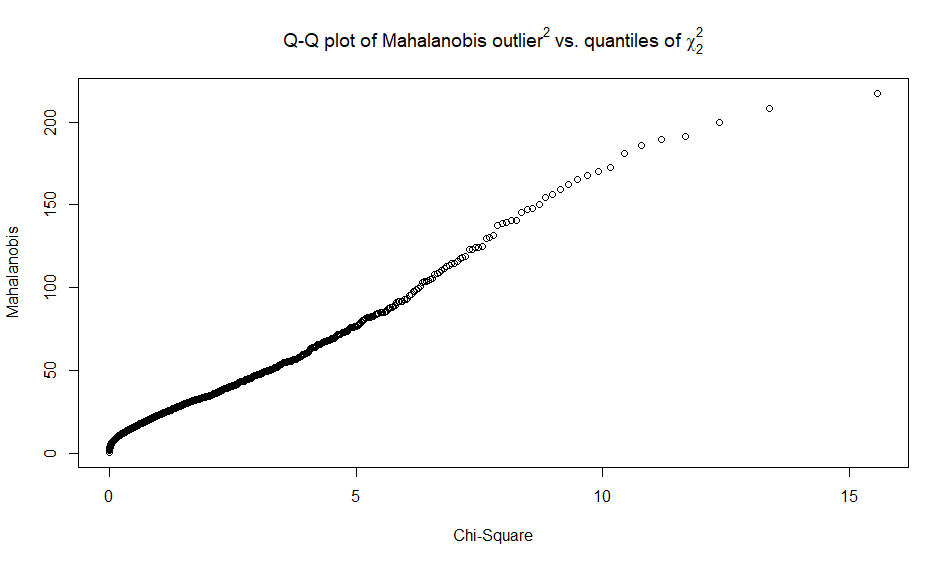 Q-Q plot of Mahalanobis outlier² vs. quantiles of χ²₂
200
150
100
50
0
Mahalanobis
0 5 10 15
Chi-Square